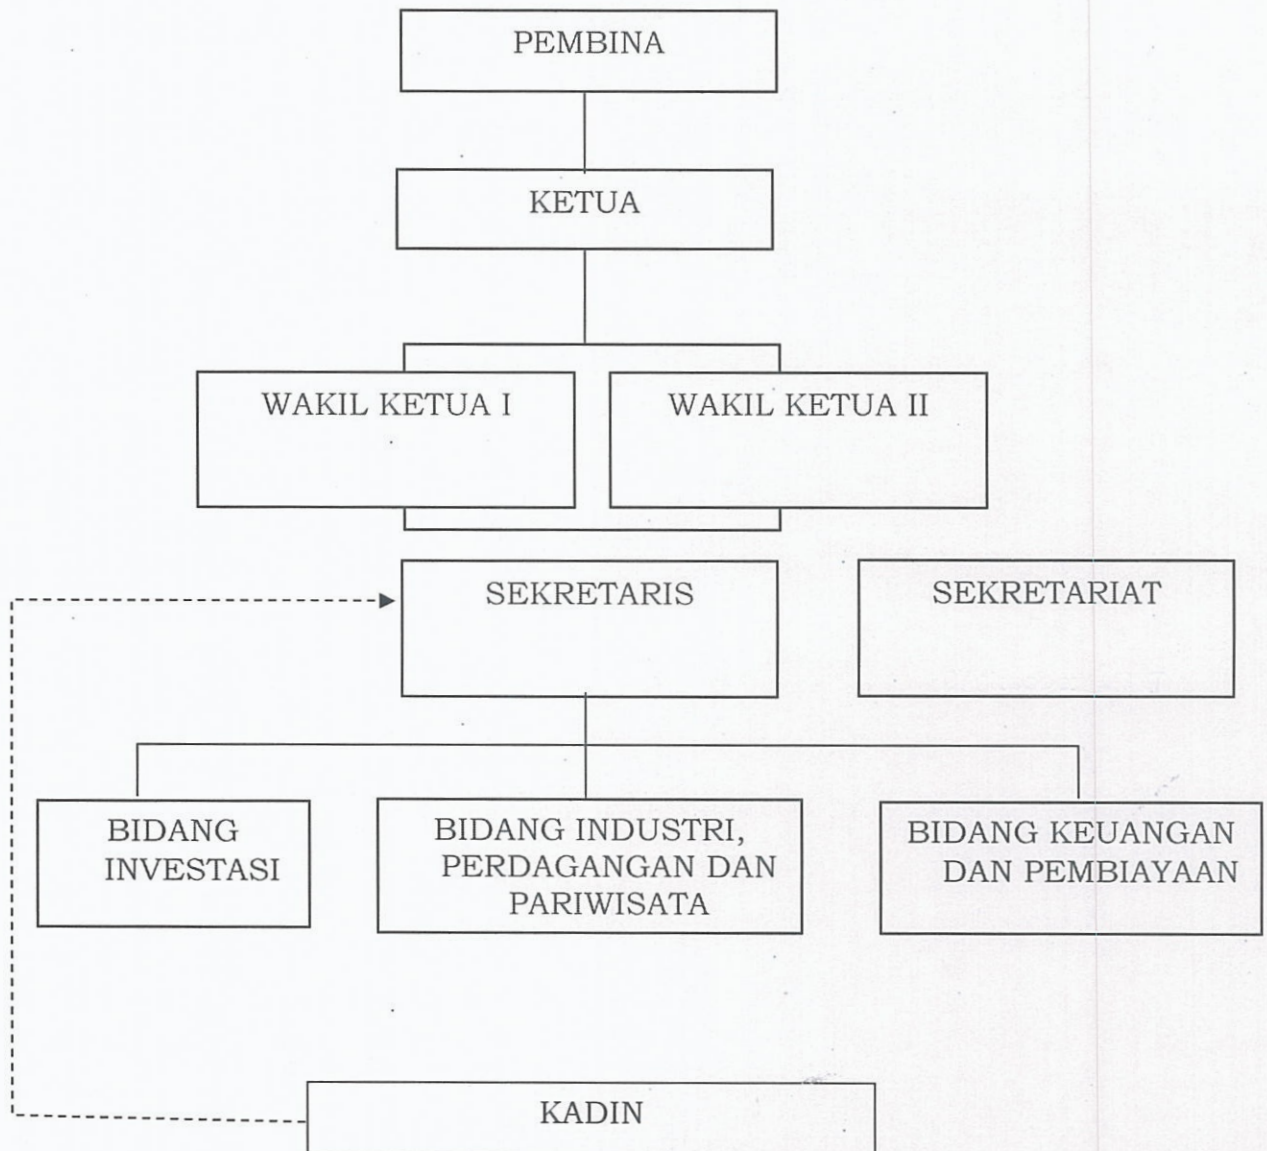 PEMBINA
KETUA
WAKIL KETUA I
WAKIL KETUA II
SEKRETARIS
SEKRETARIAT
BIDANG
INVESTASI
BIDANG INDUSTRI,
PERDAGANGAN DAN
PARIWISATA
BIDANG KEUANGAN
DAN PEMBIAYAAN
KADIN